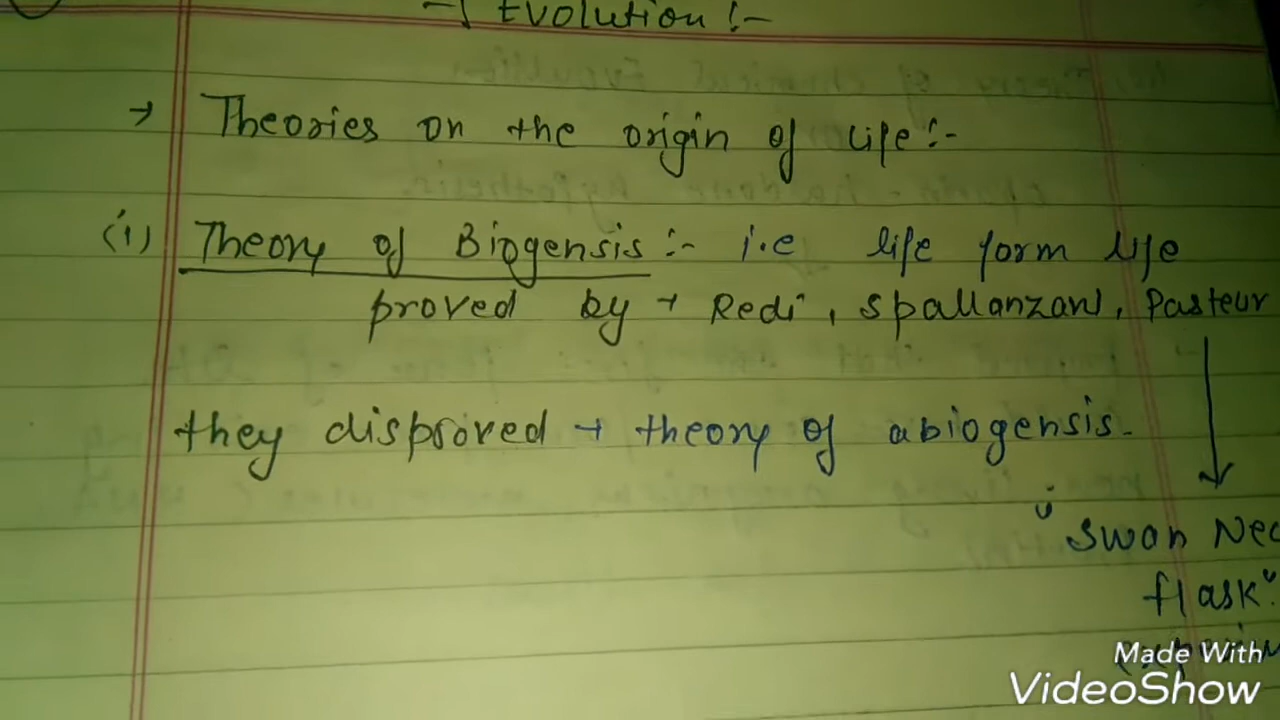 Evolution :-
→ Theories on the origin of life :-
(i) Theory of Biogensis :- i.e life form life
proved by → Redi, Spallanzani, Pasteur
they disproved → theory of abiogensis.
"Swan Nec
flask".
Made With
VideoShow